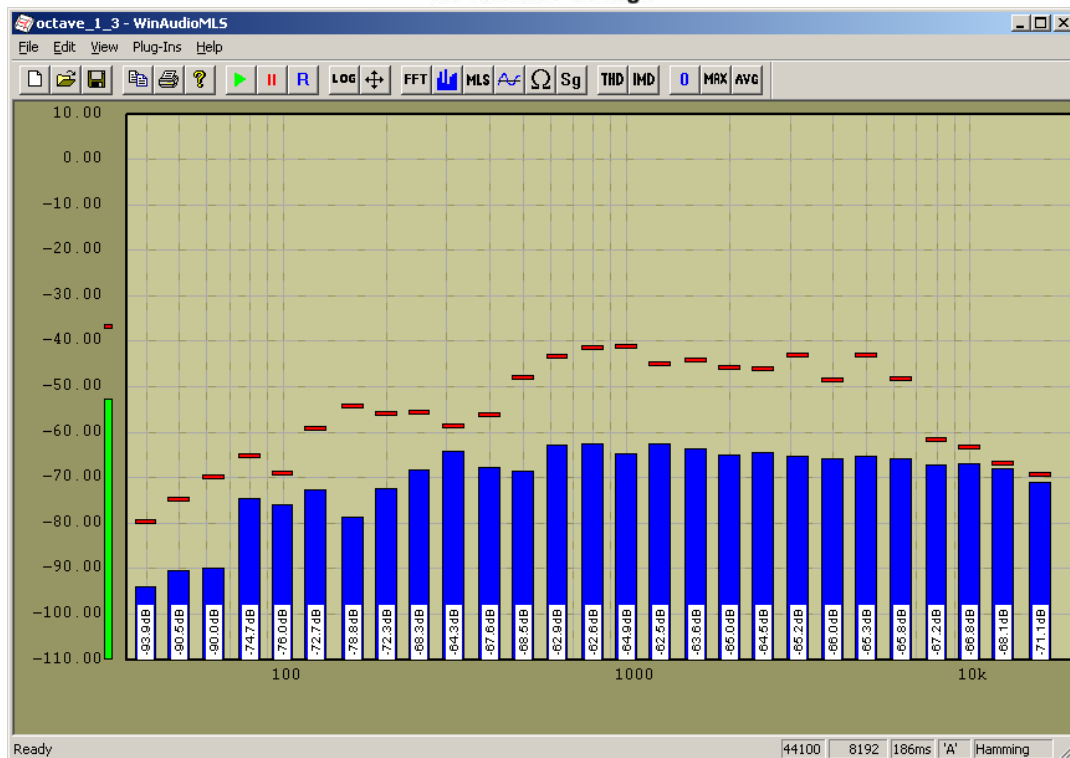 octave_1_3 - WinAudioMLS
File Edit View Plug-Ins Help
R LOG FFT MLS Ω Sg THD IMD 0 MAX AVG
10.00
0.00
-10.00
-20.00
-30.00
-40.00
-50.00
-60.00
-70.00
-80.00
-90.00
-100.00
-110.00
-93.9dB -90.5dB -90.0dB -74.7dB -76.0dB -72.7dB -78.8dB -72.3dB -68.3dB -64.3dB -67.6dB -68.5dB -62.9dB -62.6dB -64.9dB -62.5dB -63.6dB -65.0dB -64.5dB -65.2dB -66.0dB -65.3dB -65.8dB -67.2dB -66.8dB -68.1dB -71.1dB
100 1000 10k
Ready 44100 8192 186ms 'A' Hamming